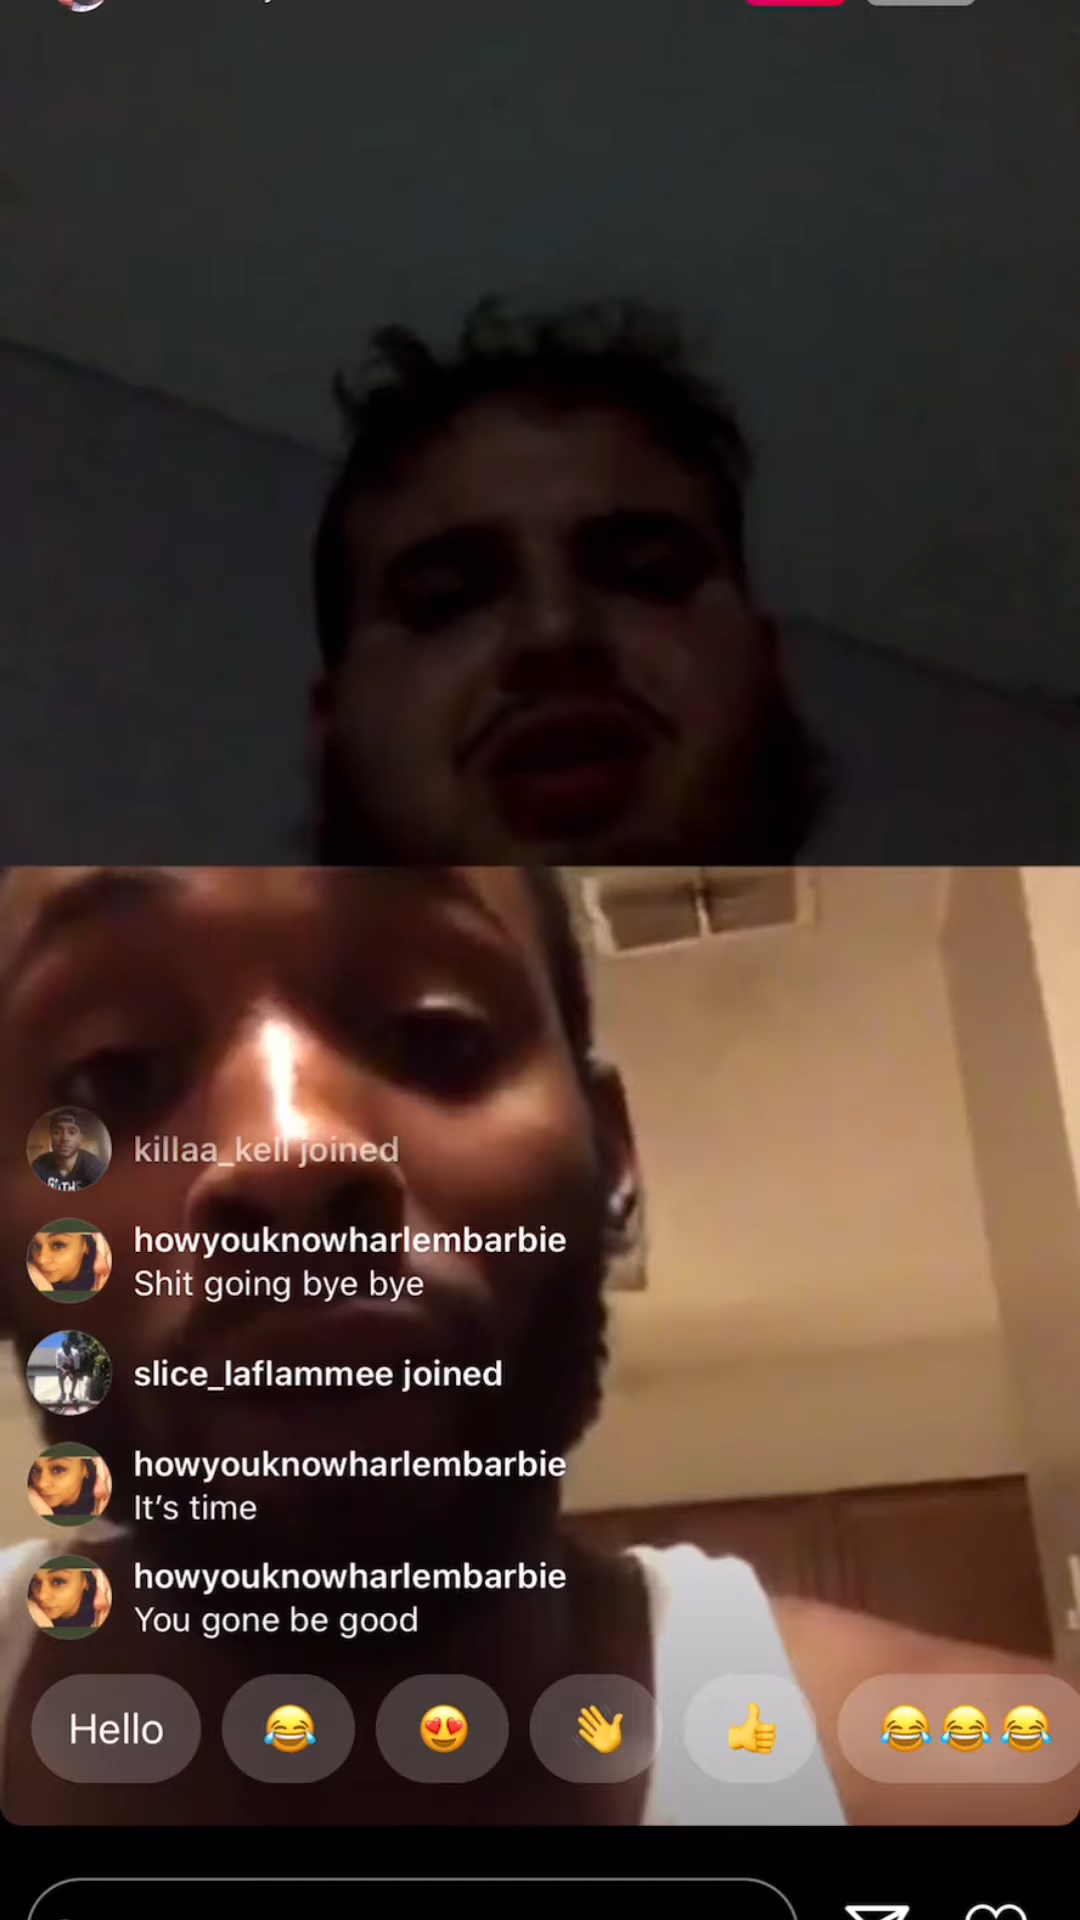 killaa_kell joined
howyouknowharlembarbie
Shit going bye bye
slice_laflammee joined
howyouknowharlembarbie
It’s time
howyouknowharlembarbie
You gone be good
Hello